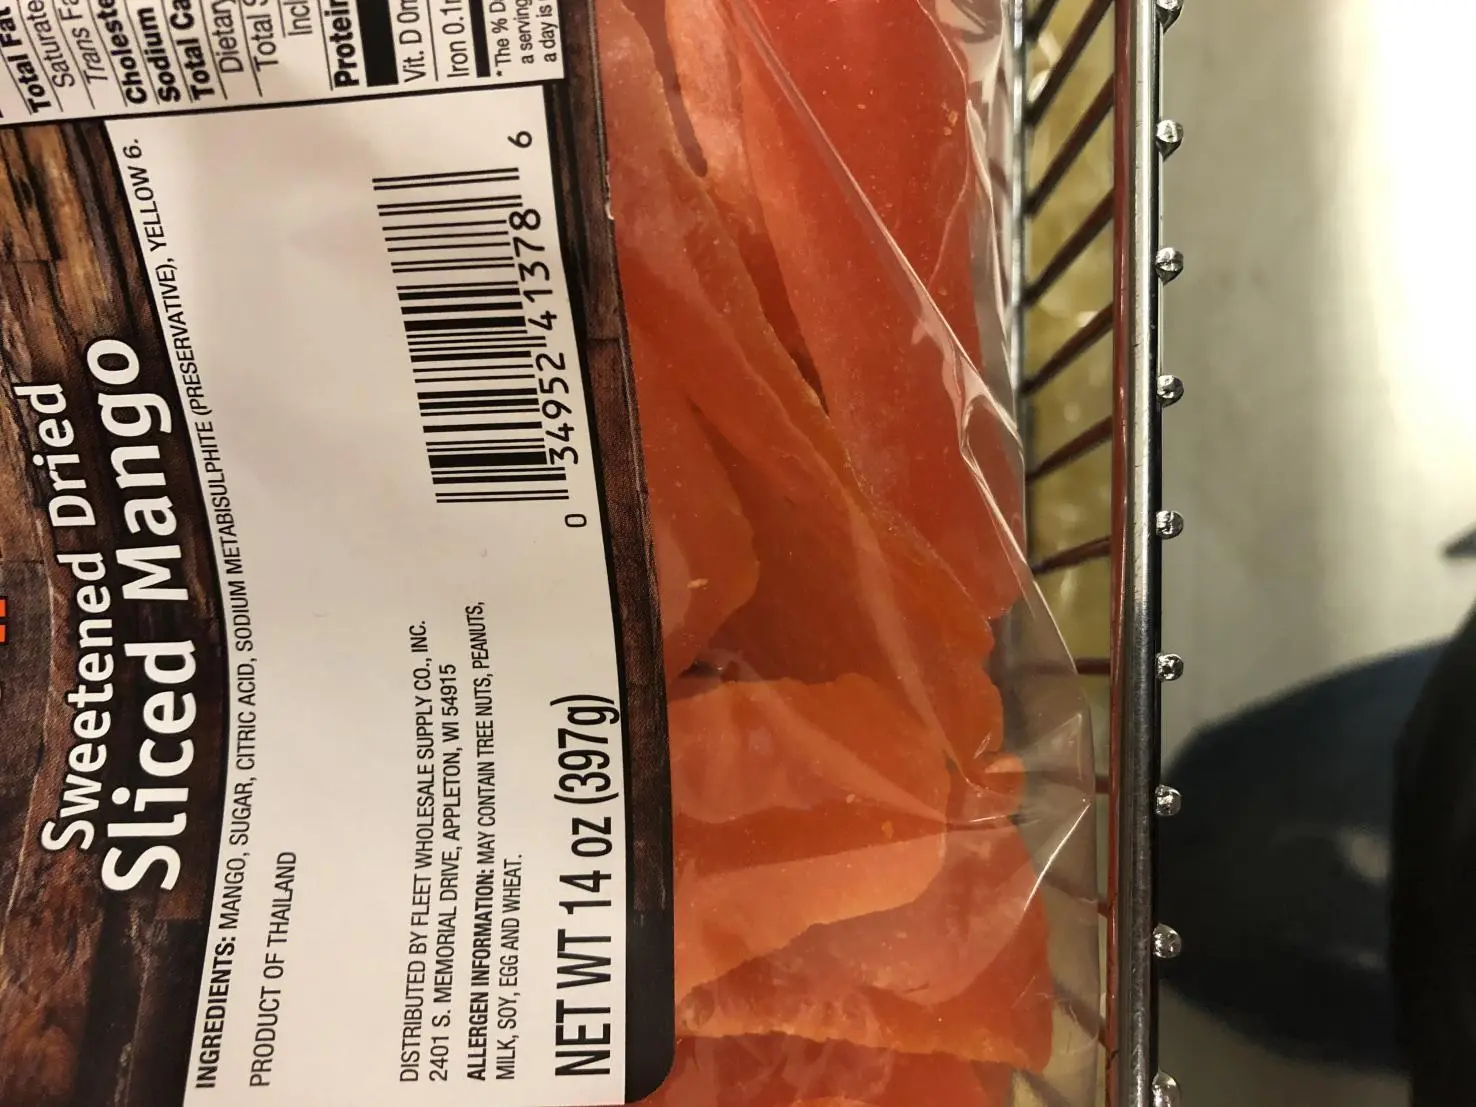 Total Fat
Saturated
Trans Fa
Cholest
Sodium
Total Ca
Dietary
Total S
Incl
Protein
Vit. D 0m
Iron 0.1
*The % D
a serving
a day is
Sweetened Dried
Sliced Mango
INGREDIENTS: MANGO, SUGAR, CITRIC ACID, SODIUM METABISULPHITE (PRESERVATIVE), YELLOW 6.
PRODUCT OF THAILAND
DISTRIBUTED BY FLEET WHOLESALE SUPPLY CO., INC.
2401 S. MEMORIAL DRIVE, APPLETON, WI 54915
ALLERGEN INFORMATION: MAY CONTAIN TREE NUTS, PEANUTS,
MILK, SOY, EGG AND WHEAT.
NET WT 14 oz (397g)
0 34952 41378 6